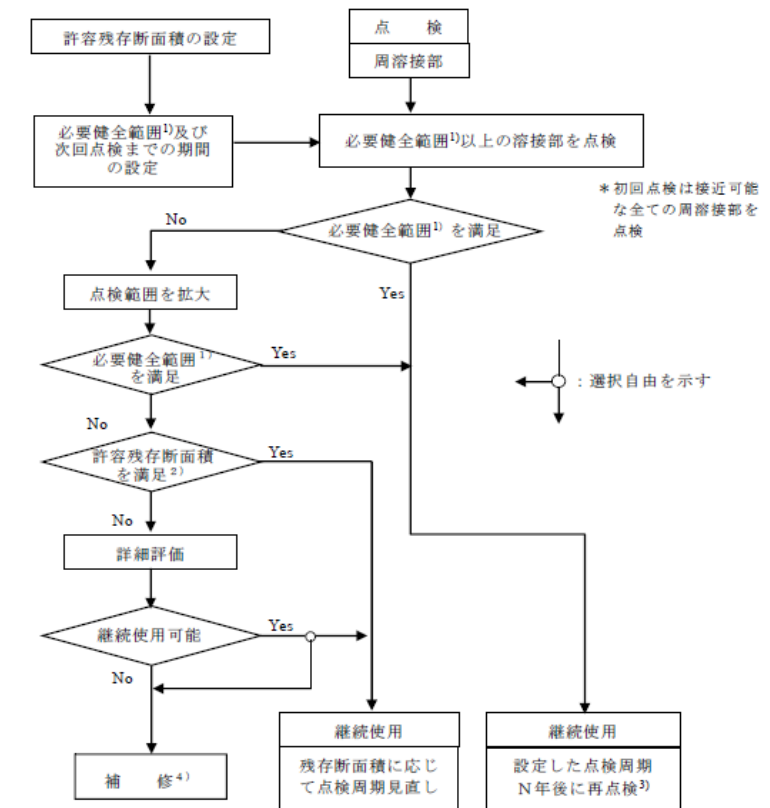 許容残存断面積の設定
点　検
周溶接部
必要健全範囲1)及び
次回点検までの期間
の設定
必要健全範囲1)以上の溶接部を点検
＊初回点検は接近可能
な全ての周溶接部を
点検
必要健全範囲1) を満足
No
Yes
点検範囲を拡大
必要健全範囲1)
を満足
Yes
No
：選択自由を示す
許容残存断面積
を満足2)
Yes
No
詳細評価
継続使用可能
Yes
No
補　修4)
継続使用
残存断面積に応じ
て点検周期見直し
継続使用
設定した点検周期
N年後に再点検3)